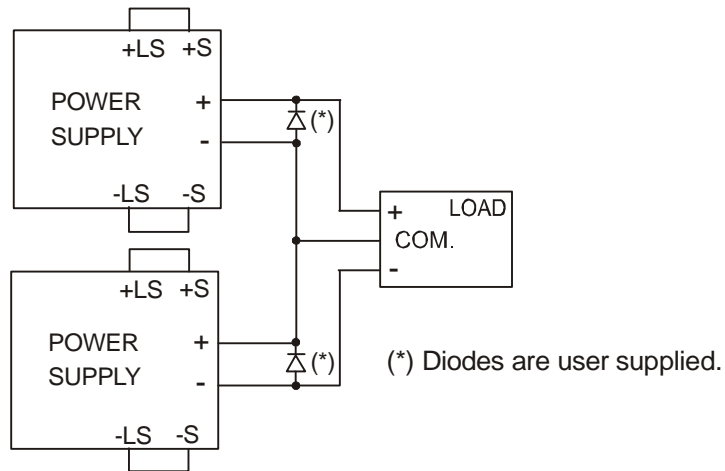 +LS +S
POWER
SUPPLY
+
-
(*)
-LS -S
+ LOAD
COM.
-
+LS +S
POWER
SUPPLY
+
-
(*)
(*) Diodes are user supplied.
-LS -S